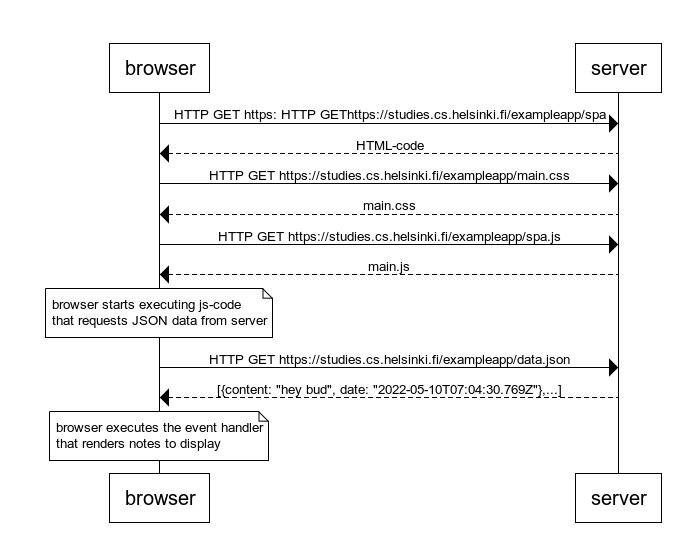 browser server
HTTP GET https: HTTP GEThttps://studies.cs.helsinki.fi/exampleapp/spa
HTML-code
HTTP GET https://studies.cs.helsinki.fi/exampleapp/main.css
main.css
HTTP GET https://studies.cs.helsinki.fi/exampleapp/spa.js
main.js
browser starts executing js-code
that requests JSON data from server
HTTP GET https://studies.cs.helsinki.fi/exampleapp/data.json
[{content: "hey bud", date: "2022-05-10T07:04:30.769Z"},...]
browser executes the event handler
that renders notes to display
browser server